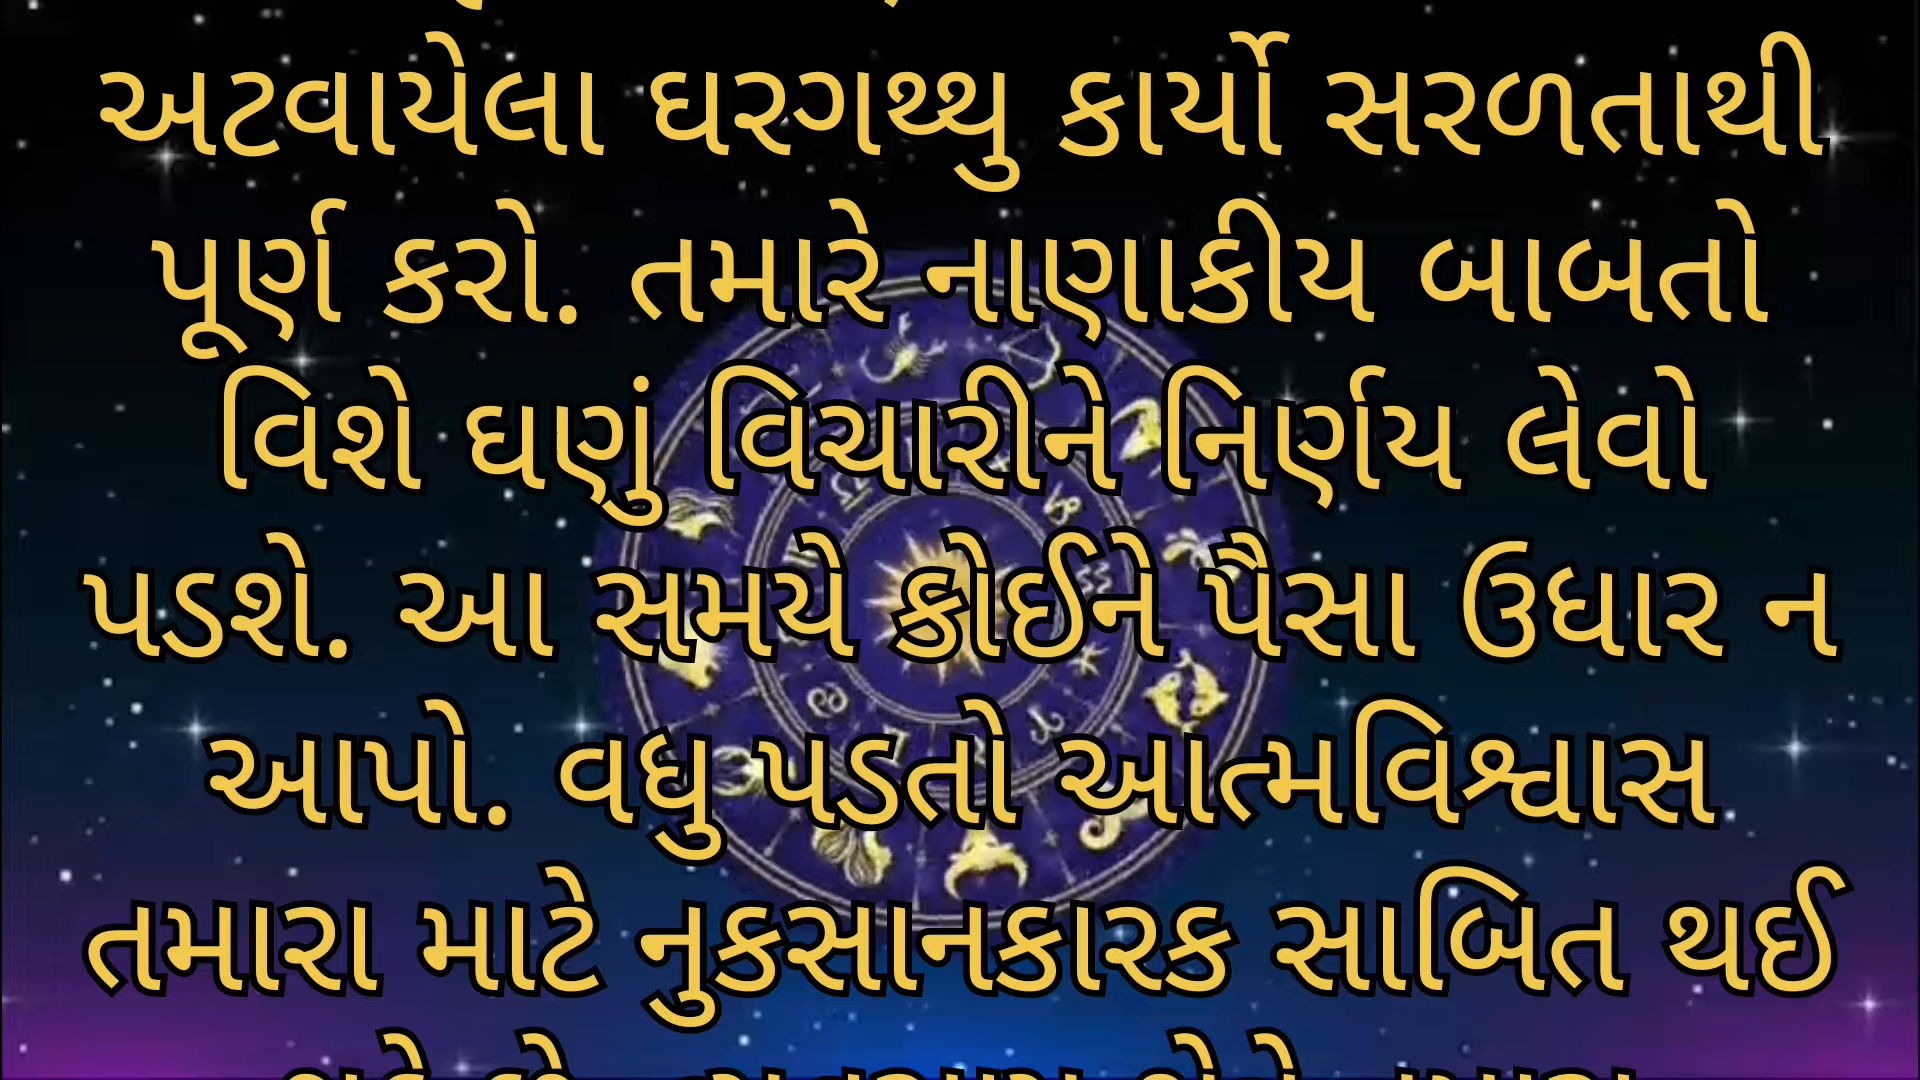 અટવાયેલા ઘરગથ્થુ કાર્યો સરળતાથી
પૂર્ણ કરો. તમારે નાણાકીય બાબતો
વિશે ઘણું વિચારીને નિર્ણય લેવો
પડશે. આ સમયે કોઈને પૈસા ઉધાર ન
આપો. વધુ પડતો આત્મવિશ્વાસ
તમારા માટે નુકસાનકારક સાબિત થઈ